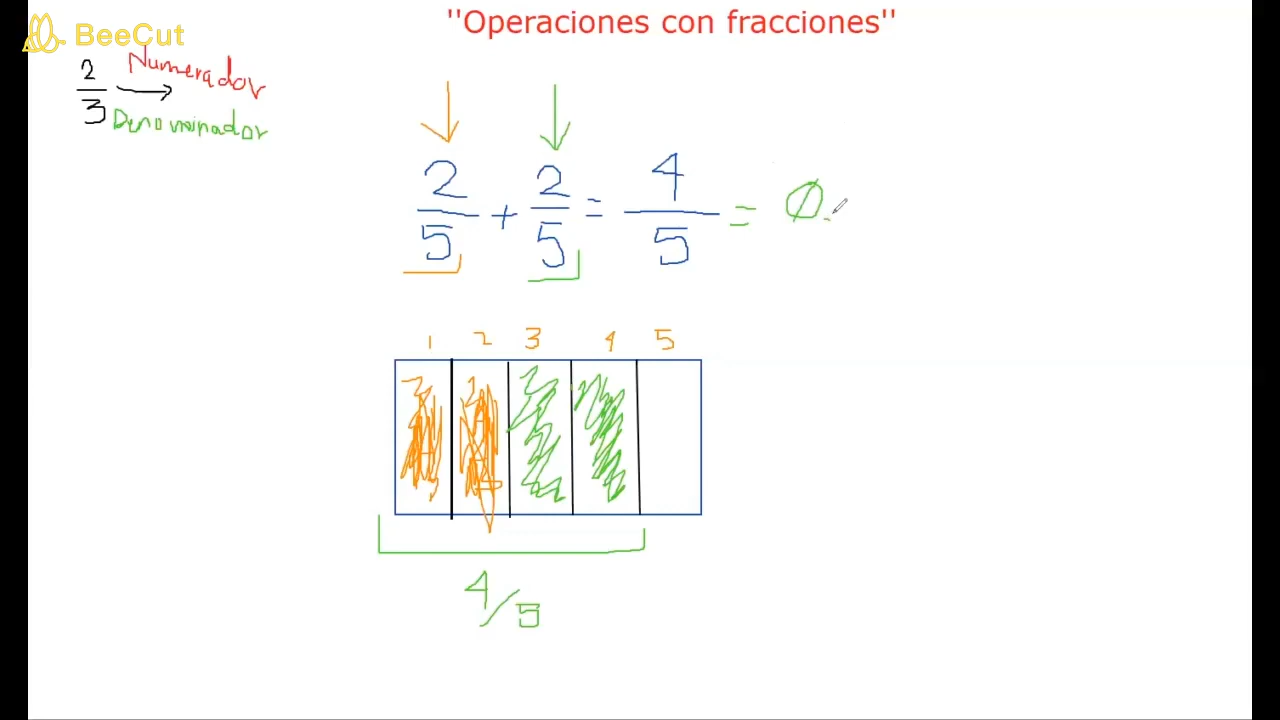 BeeCut
"Operaciones con fracciones"
2/3 Numerador
Denominador
2/5 + 2/5 = 4/5 = 0.
1 2 3 4 5
4/5